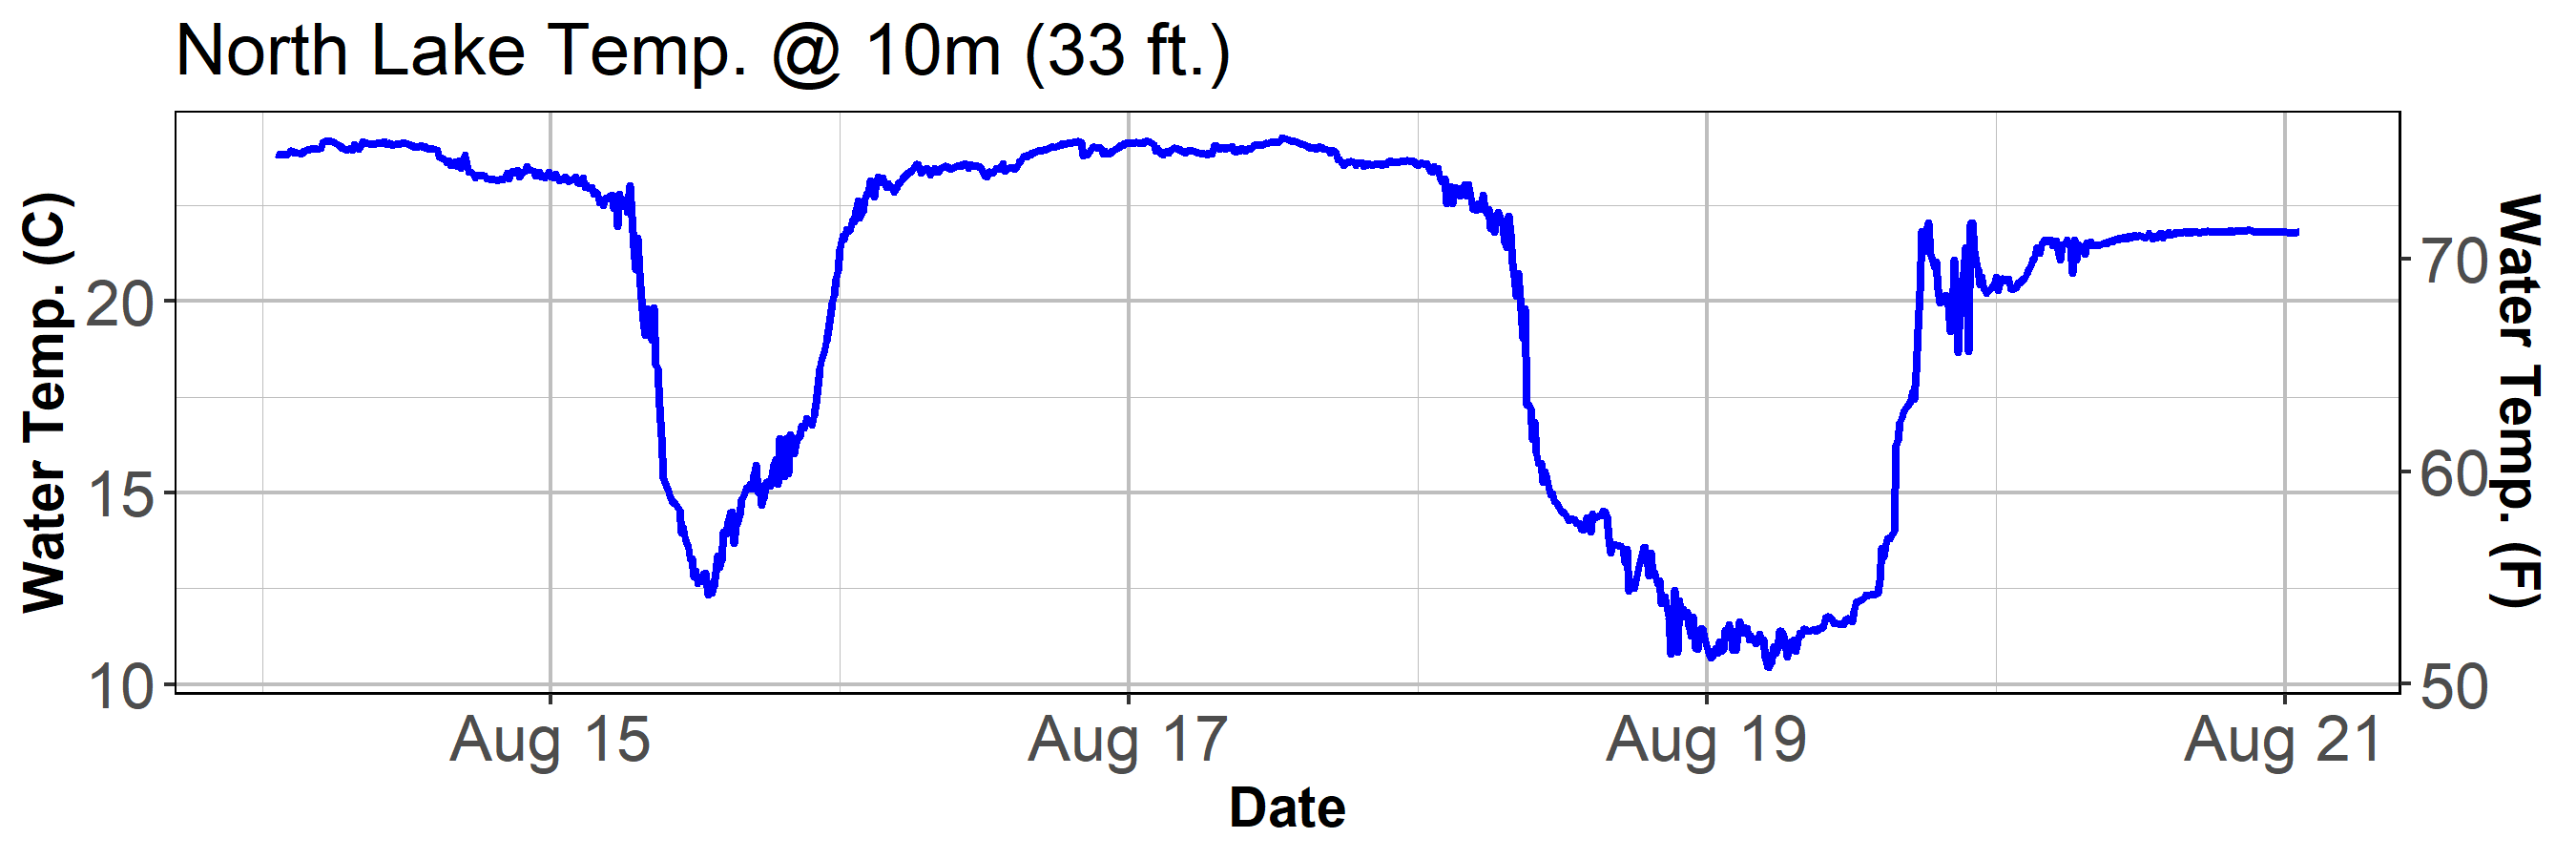 North Lake Temp. @ 10m (33 ft.)
Water Temp. (C)
20
15
10
70
60
50
Water Temp. (F)
Aug 15
Aug 17
Aug 19
Aug 21
Date